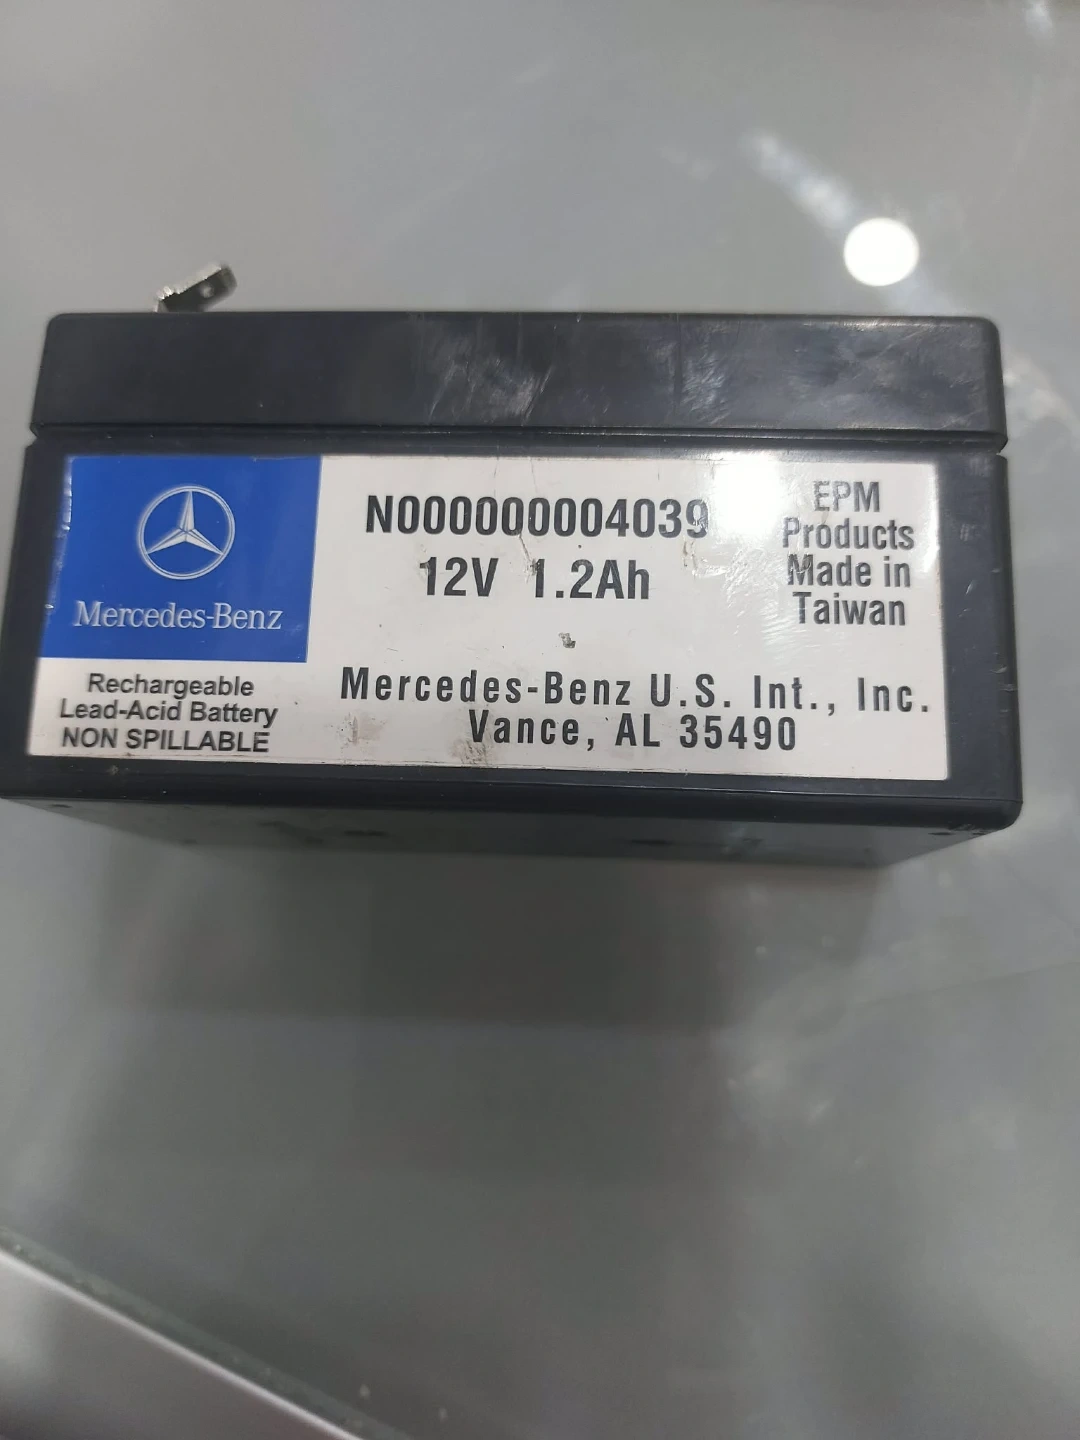 N000000004039
12V 1.2Ah
EPM
Products
Made in
Taiwan
Mercedes-Benz
Rechargeable
Lead-Acid Battery
NON SPILLABLE
Mercedes-Benz U.S. Int., Inc.
Vance, AL 35490